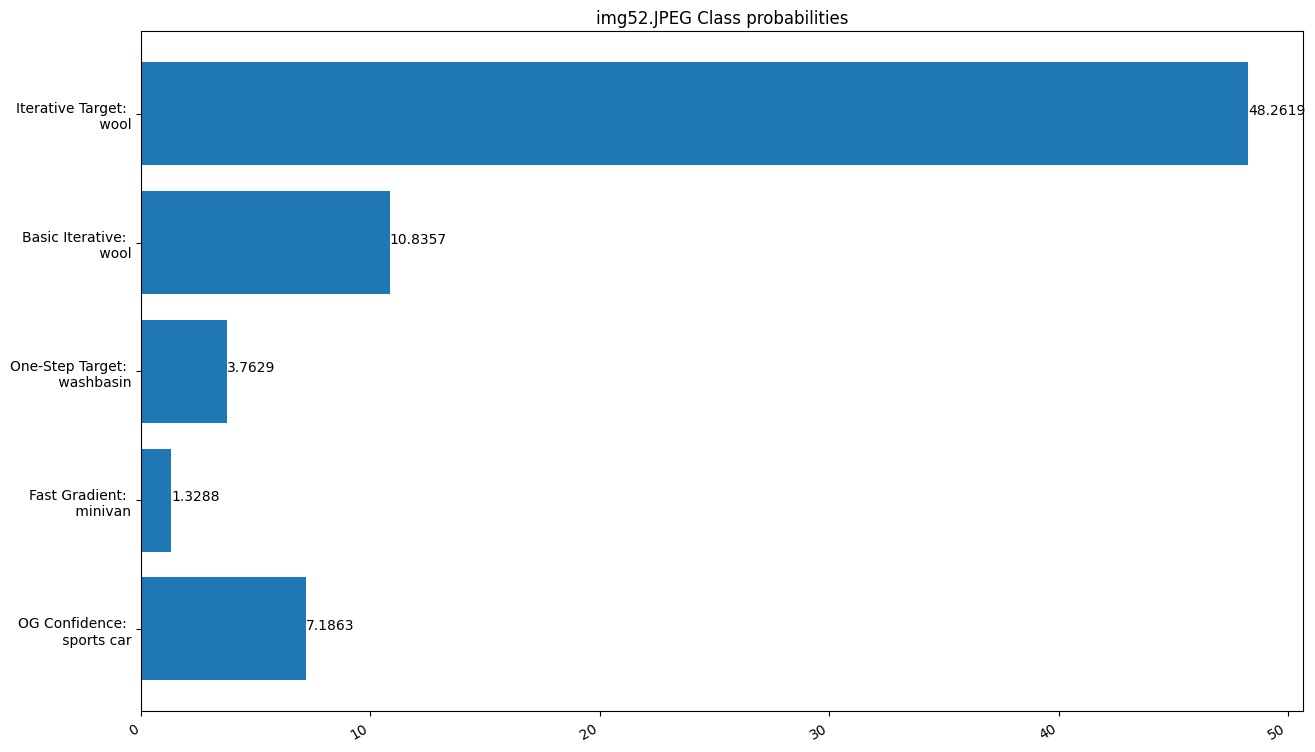 img52.JPEG Class probabilities
Iterative Target:
wool
48.2619
Basic Iterative:
wool
10.8357
One-Step Target:
washbasin
3.7629
Fast Gradient:
minivan
1.3288
OG Confidence:
sports car
7.1863
0 10 20 30 40 50